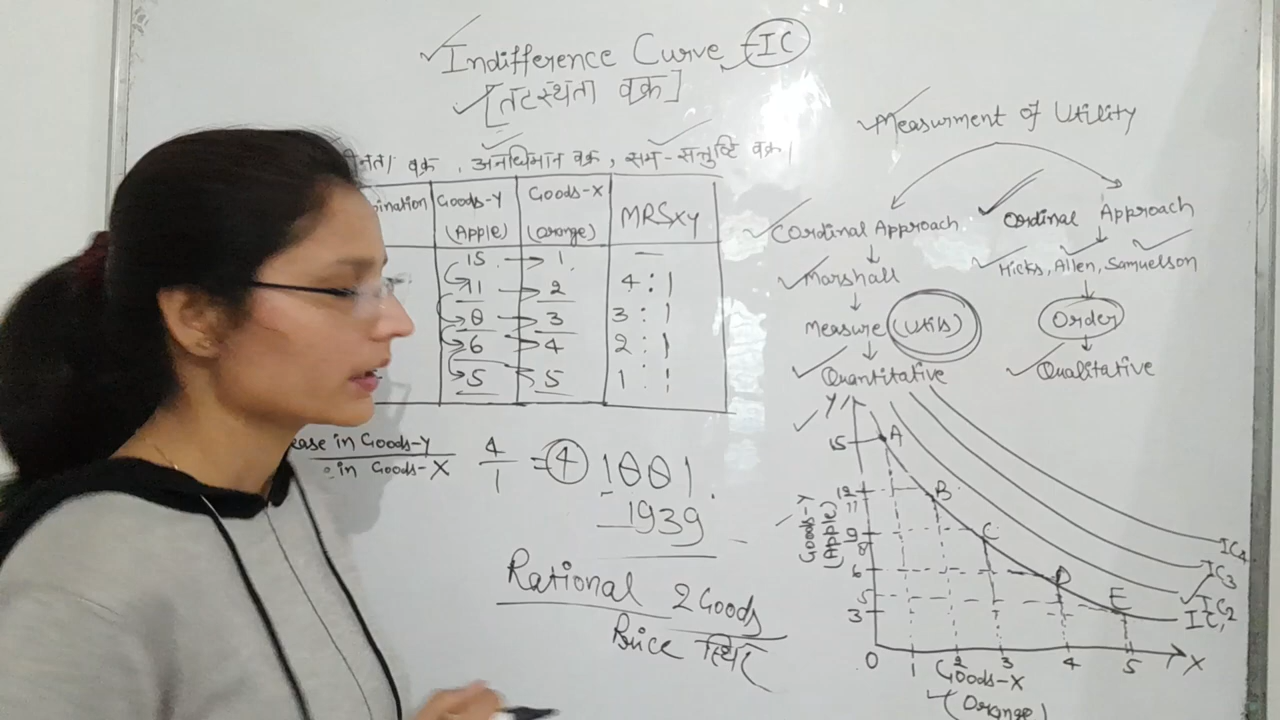 Indifference Curve - IC
[तटस्थता वक्र]
वक्र, अनधिमान वक्र, सम-सन्तुष्टि वक्र
Goods-Y Goods-X MRSxy
(Apple) (orange)
15 1 —
11 2 4:1
8 3 3:1
6 4 2:1
5 5 1:1
in Goods-Y 4
in Goods-X 1 = 4
1881
1939
Rational 2 Goods
Price स्थिर
Measurment of Utility
Cardinal Approach Ordinal Approach
Marshall Hicks, Allen, Samuelson
Measure (Utils) Order
Quantitative Qualitative
Y
15 A
12 B
11
10 C
8
6 D
5 E
3
Goods-Y
(Apple)
IC4
IC3
IC2
IC1
0 1 2 3 4 5 X
Goods-X
(Orange)